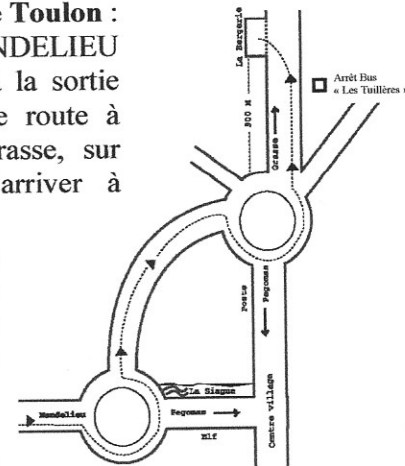 e Toulon :
NDELIEU
à la sortie
e route à
rasse, sur
arriver à
La Bergerie
300 M
Grasse
Arrêt Bus
« Les Tuillères »
Poste
Pegomas
La Siagne
Mandelieu
Pegomas
Elf
Centre village